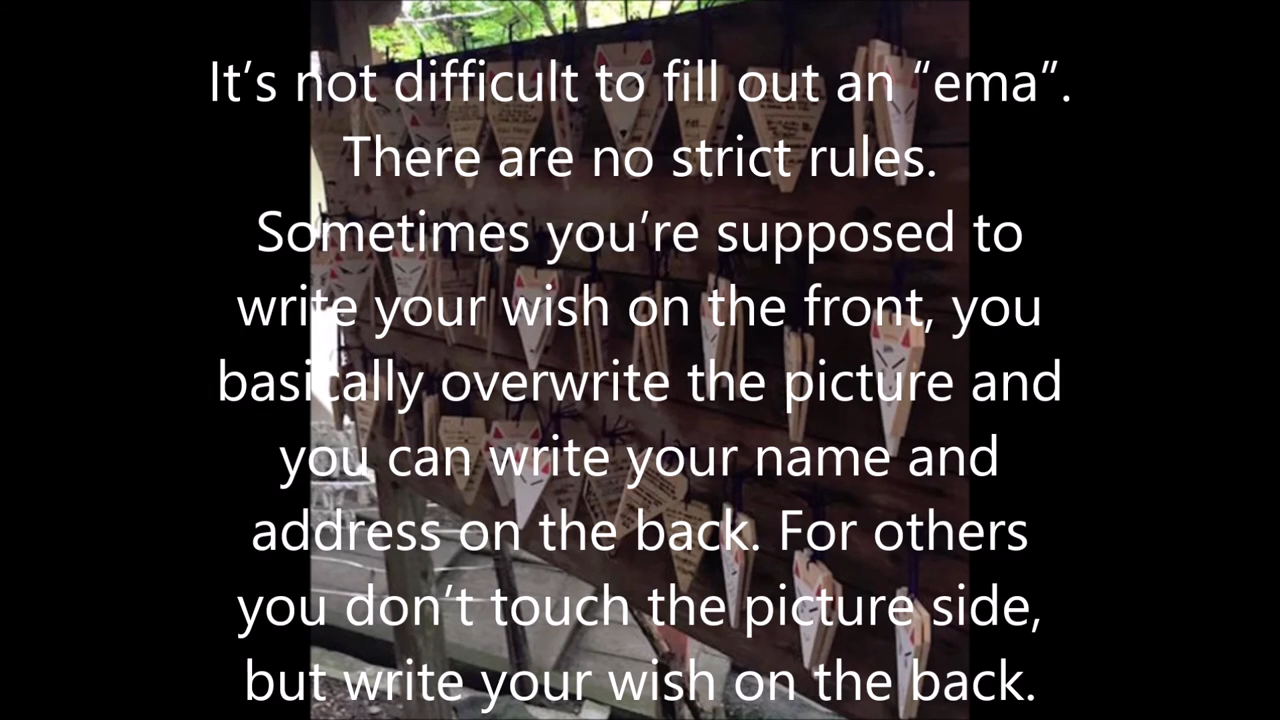 It’s not difficult to fill out an “ema”.
There are no strict rules.
Sometimes you’re supposed to
write your wish on the front, you
basically overwrite the picture and
you can write your name and
address on the back. For others
you don’t touch the picture side,
but write your wish on the back.